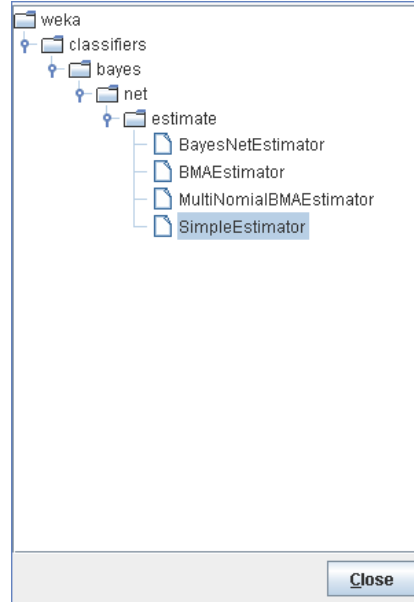 weka
classifiers
bayes
net
estimate
BayesNetEstimator
BMAEstimator
MultiNomialBMAEstimator
SimpleEstimator
Close